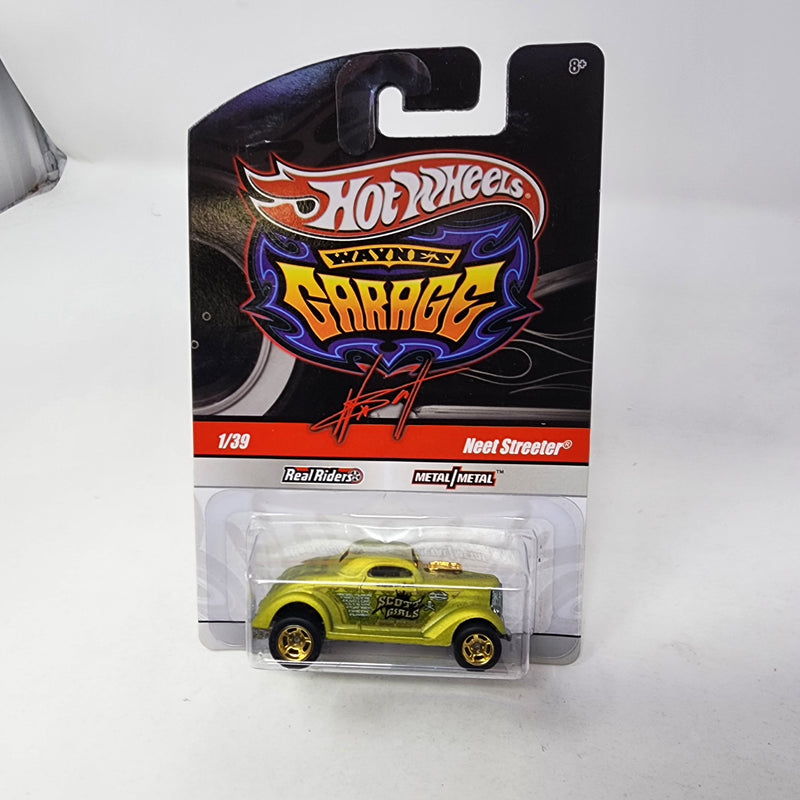 8+
Hot Wheels®
WAYNE'S
GARAGE
1/39
Neet Streeter®
Real Riders
METAL/METAL™
SCOTT
GIRLS